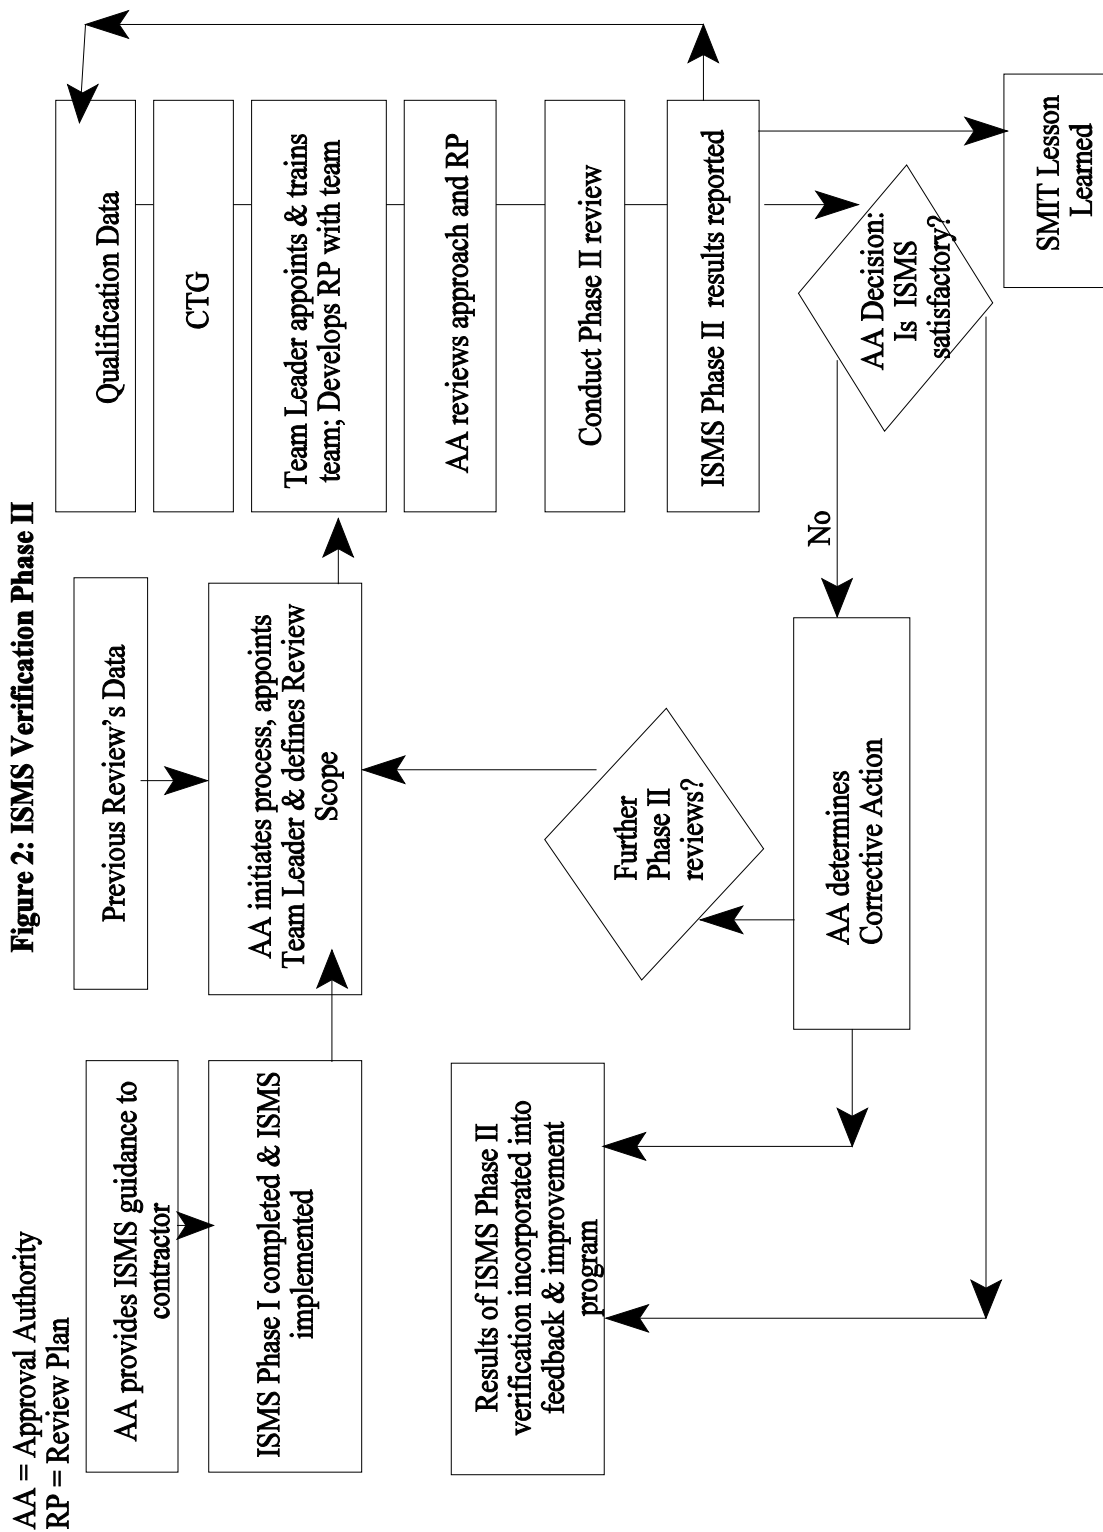 AA = Approval Authority
RP = Review Plan
Figure 2: ISMS Verification Phase II
AA provides ISMS guidance to
contractor
ISMS Phase I completed & ISMS
implemented
Previous Review’s Data
AA initiates process, appoints
Team Leader & defines Review
Scope
Qualification Data
CTG
Team Leader appoints & trains
team; Develops RP with team
AA reviews approach and RP
Conduct Phase II review
ISMS Phase II results reported
AA Decision:
Is ISMS
satisfactory?
SMIT Lesson
Learned
No
AA determines
Corrective Action
Further
Phase II
reviews?
Results of ISMS Phase II
verification incorporated into
feedback & improvement
program